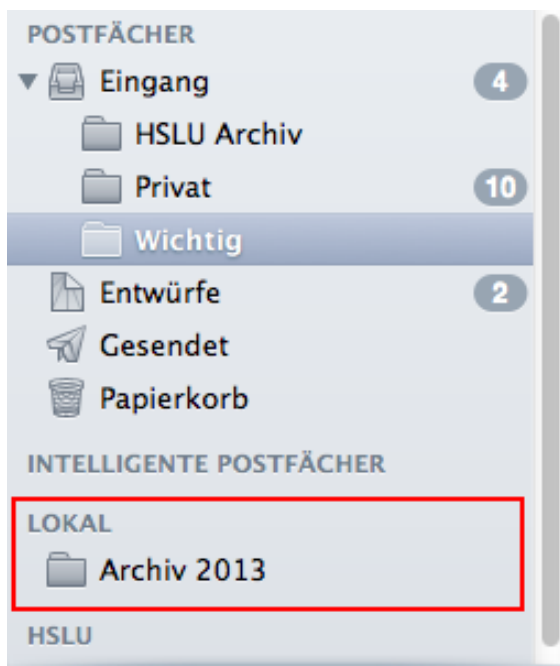 POSTFÄCHER
Eingang 4
HSLU Archiv
Privat 10
Wichtig
Entwürfe 2
Gesendet
Papierkorb
INTELLIGENTE POSTFÄCHER
LOKAL
Archiv 2013
HSLU